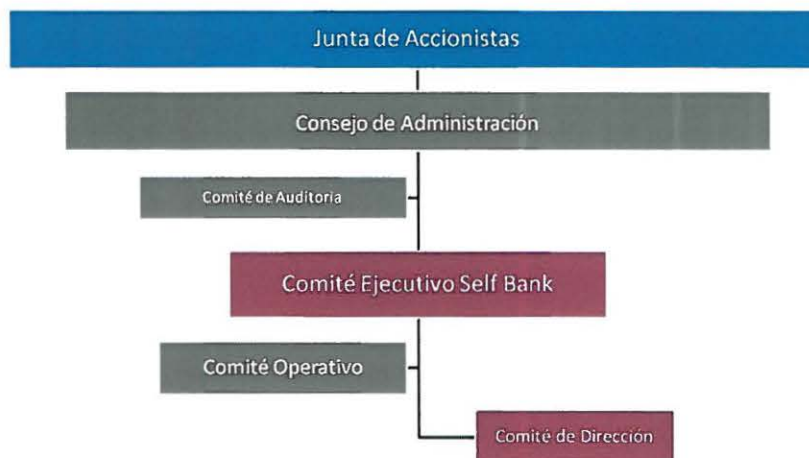 Junta de Accionistas
Consejo de Administración
Comité de Auditoria
Comité Ejecutivo Self Bank
Comité Operativo
Comité de Dirección